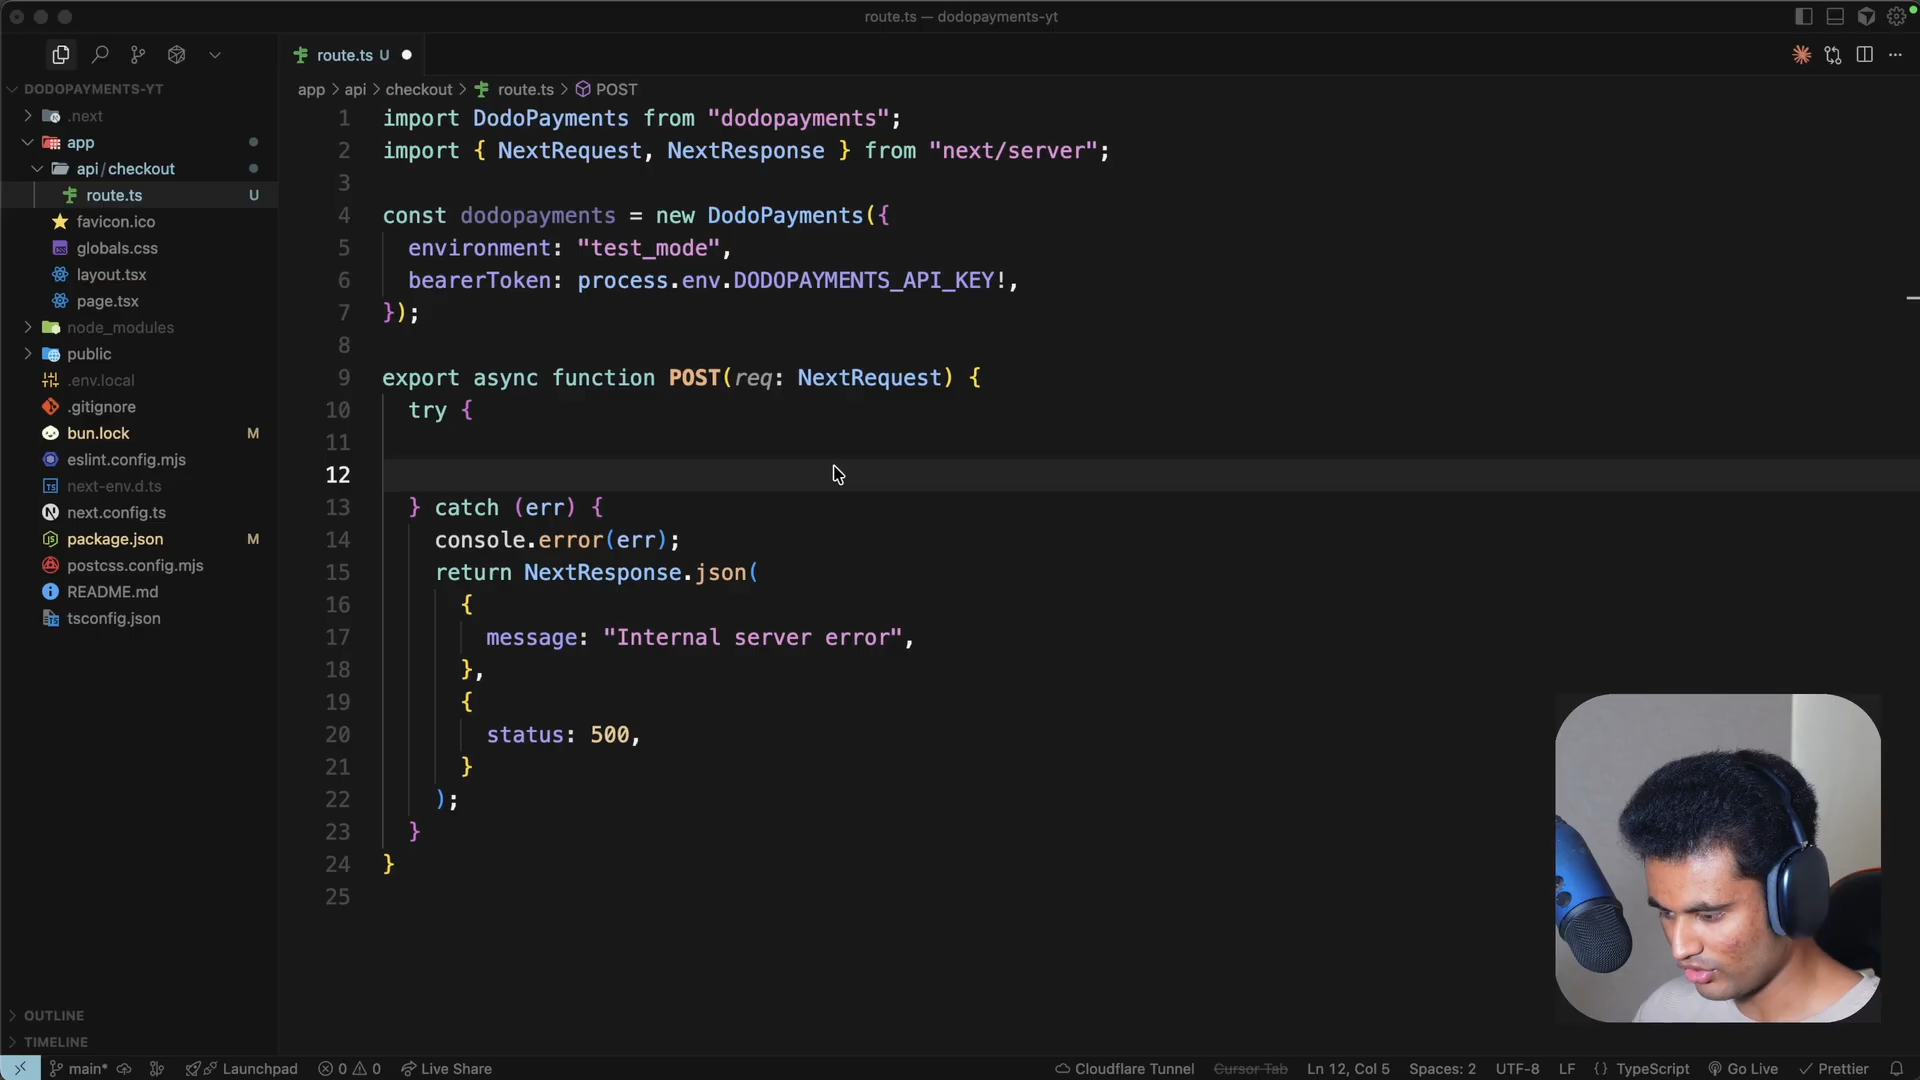 route.ts — dodopayments-yt
route.ts U
DODOPAYMENTS-YT
app > api > checkout > route.ts > POST
.next
app
api/checkout
route.ts U
favicon.ico
globals.css
layout.tsx
page.tsx
node_modules
public
.env.local
.gitignore
bun.lock M
eslint.config.mjs
next-env.d.ts
next.config.ts
package.json M
postcss.config.mjs
README.md
tsconfig.json
OUTLINE
TIMELINE
1 import DodoPayments from "dodopayments";
2 import { NextRequest, NextResponse } from "next/server";
3
4 const dodopayments = new DodoPayments({
5 environment: "test_mode",
6 bearerToken: process.env.DODOPAYMENTS_API_KEY!,
7 });
8
9 export async function POST(req: NextRequest) {
10 try {
11
12
13 } catch (err) {
14 console.error(err);
15 return NextResponse.json(
16 {
17 message: "Internal server error",
18 },
19 {
20 status: 500,
21 }
22 );
23 }
24 }
25
main* Launchpad 0 0 Live Share Cloudflare Tunnel Cursor Tab Ln 12, Col 5 Spaces: 2 UTF-8 LF {} TypeScript Go Live Prettier